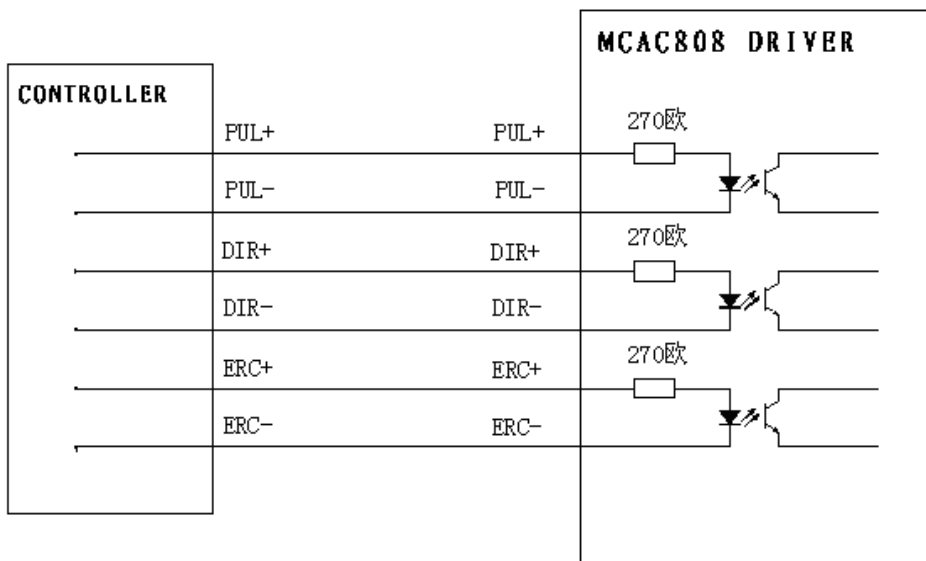 MCAC808 DRIVER
CONTROLLER
270欧
PUL+ PUL+
PUL- PUL-
270欧
DIR+ DIR+
DIR- DIR-
270欧
ERC+ ERC+
ERC- ERC-